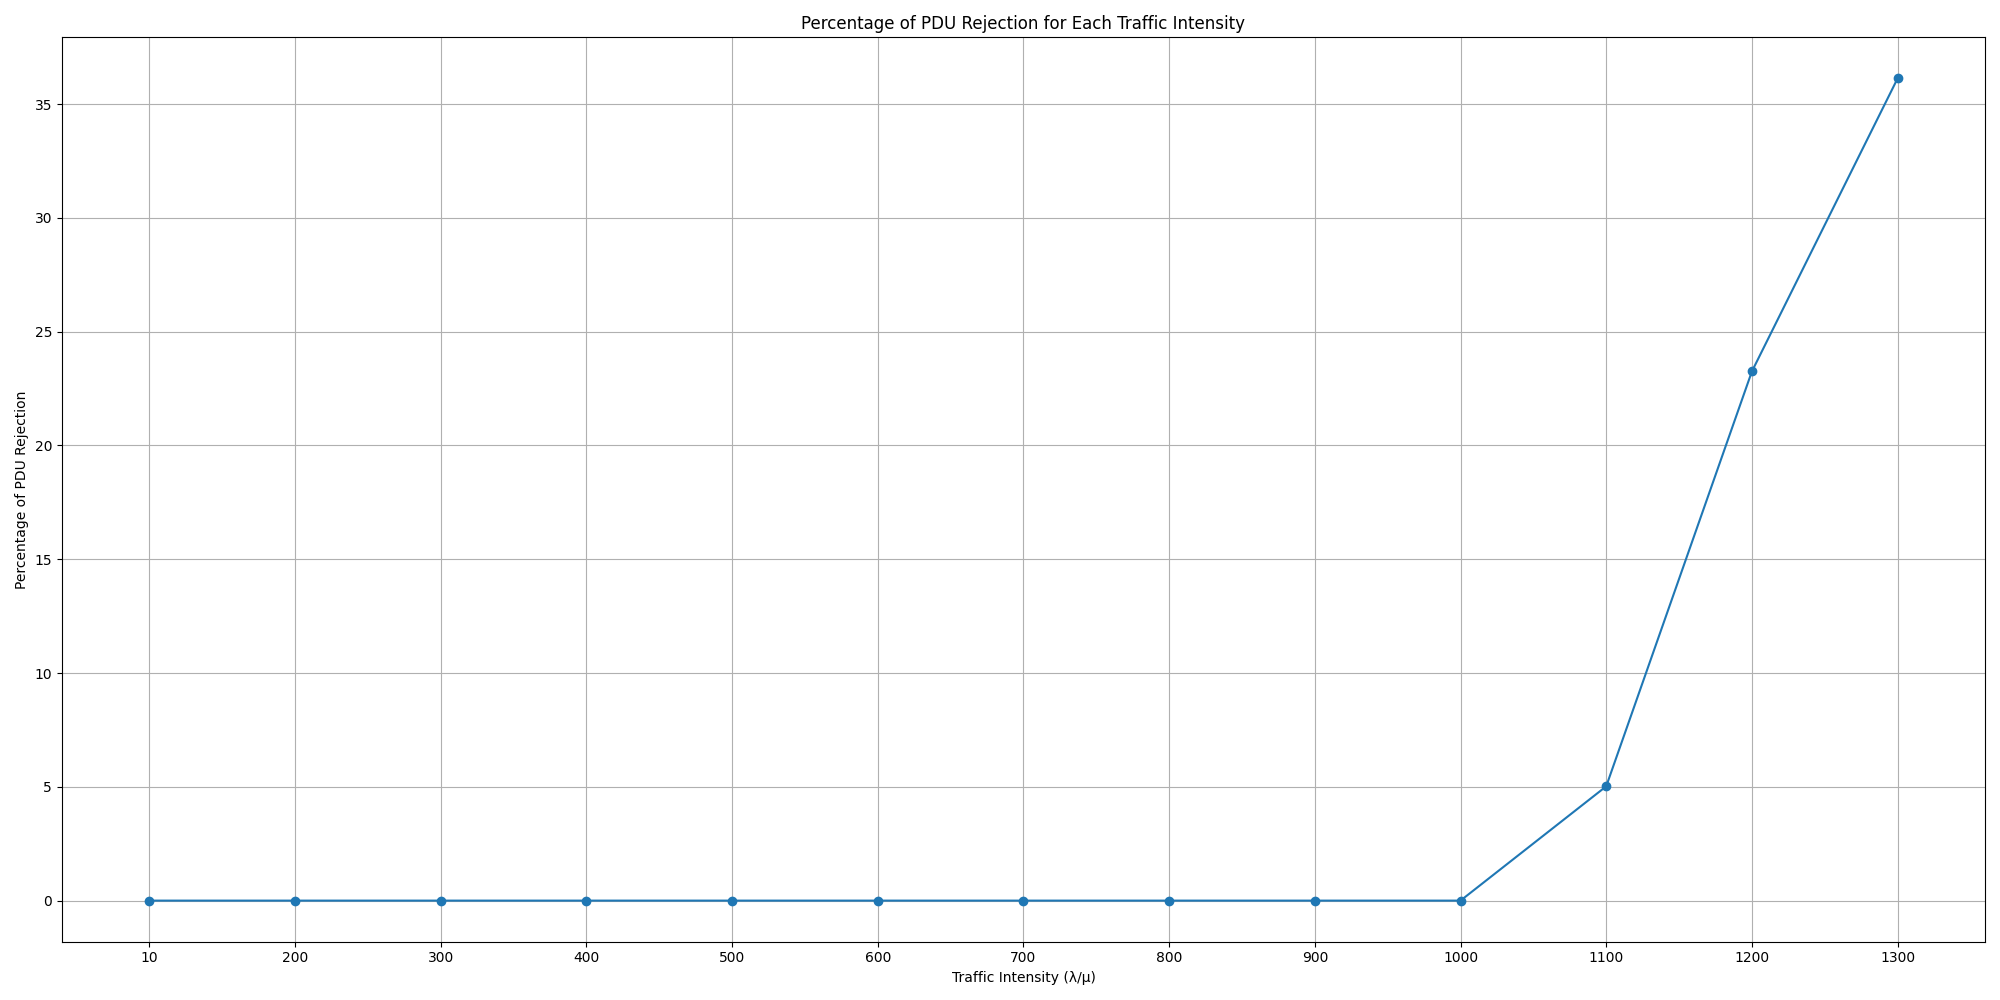 Percentage of PDU Rejection for Each Traffic Intensity
Percentage of PDU Rejection
35
30
25
20
15
10
5
0
10 200 300 400 500 600 700 800 900 1000 1100 1200 1300
Traffic Intensity (λ/μ)